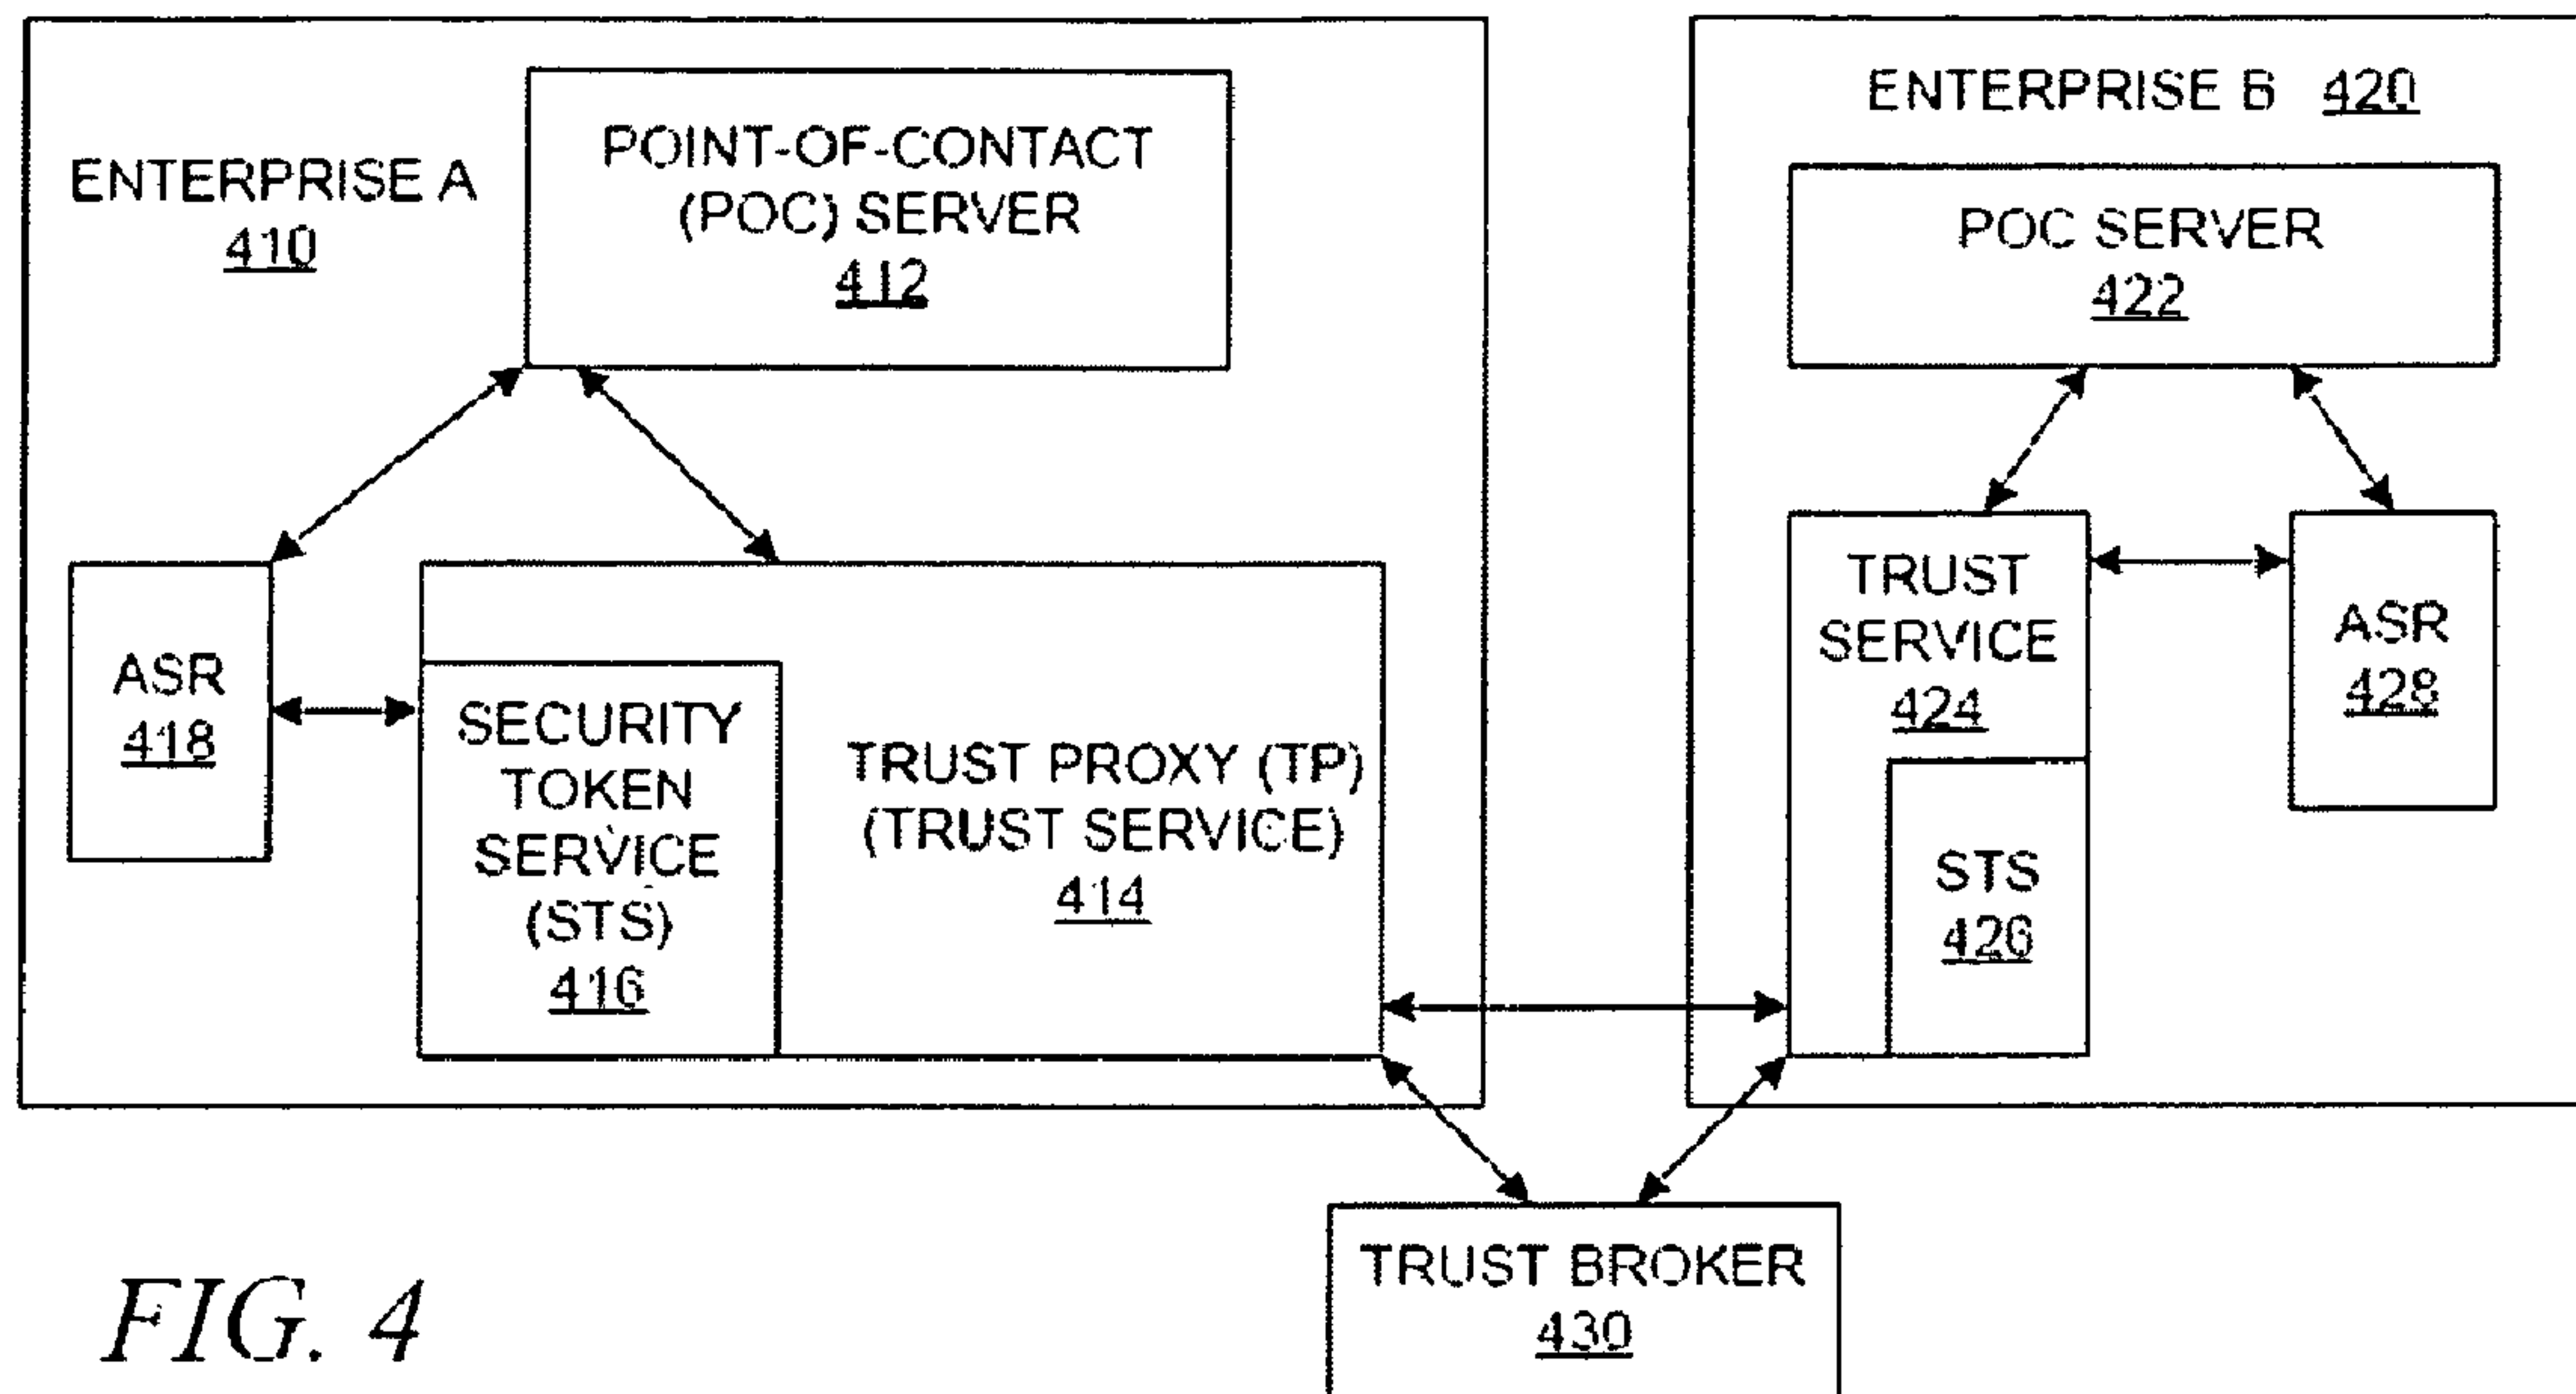 ENTERPRISE A
410
POINT-OF-CONTACT
(POC) SERVER
412
ASR
418
SECURITY
TOKEN
SERVICE
(STS)
416
TRUST PROXY (TP)
(TRUST SERVICE)
414
ENTERPRISE B 420
POC SERVER
422
TRUST
SERVICE
424
STS
426
ASR
428
TRUST BROKER
430
FIG. 4